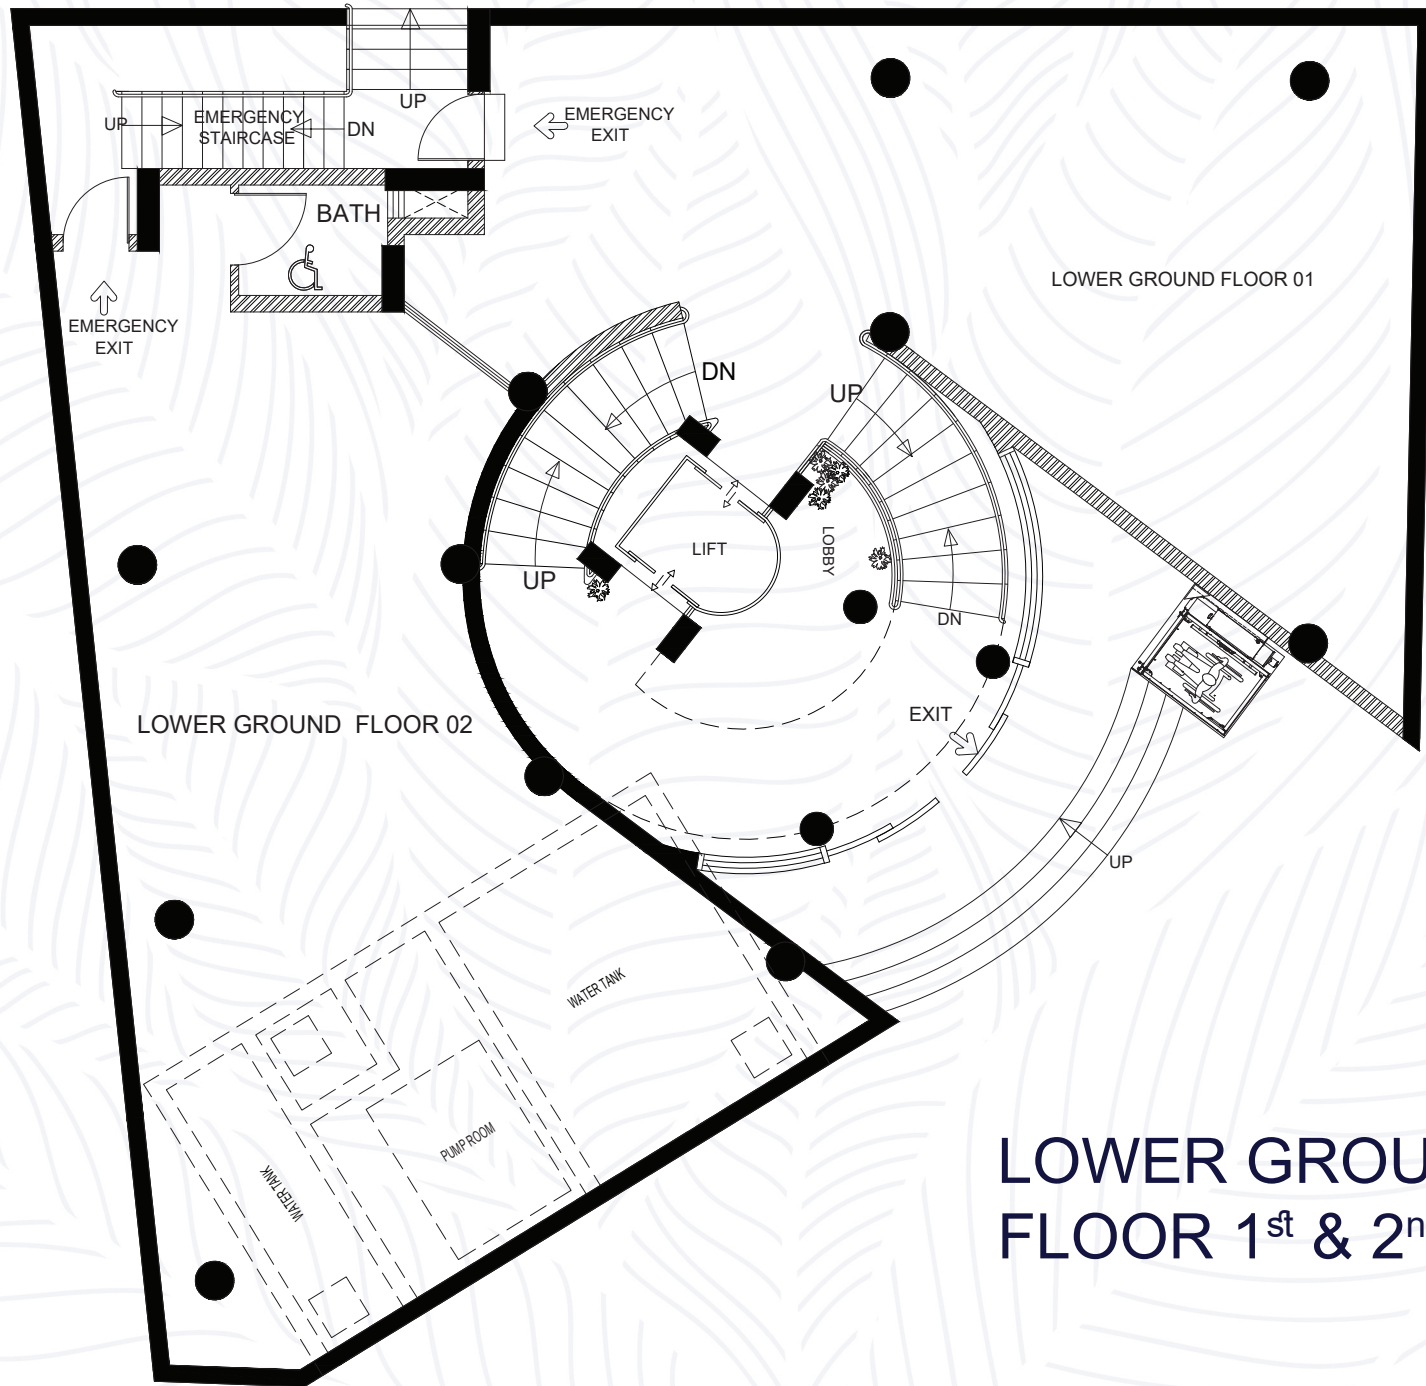 UP
UP
EMERGENCY
STAIRCASE
DN
EMERGENCY
EXIT
BATH
LOWER GROUND FLOOR 01
EMERGENCY
EXIT
DN
UP
LIFT
LOBBY
UP
DN
LOWER GROUND FLOOR 02
EXIT
UP
WATER TANK
PUMP ROOM
WATER TANK
LOWER GROU
FLOOR 1st & 2n